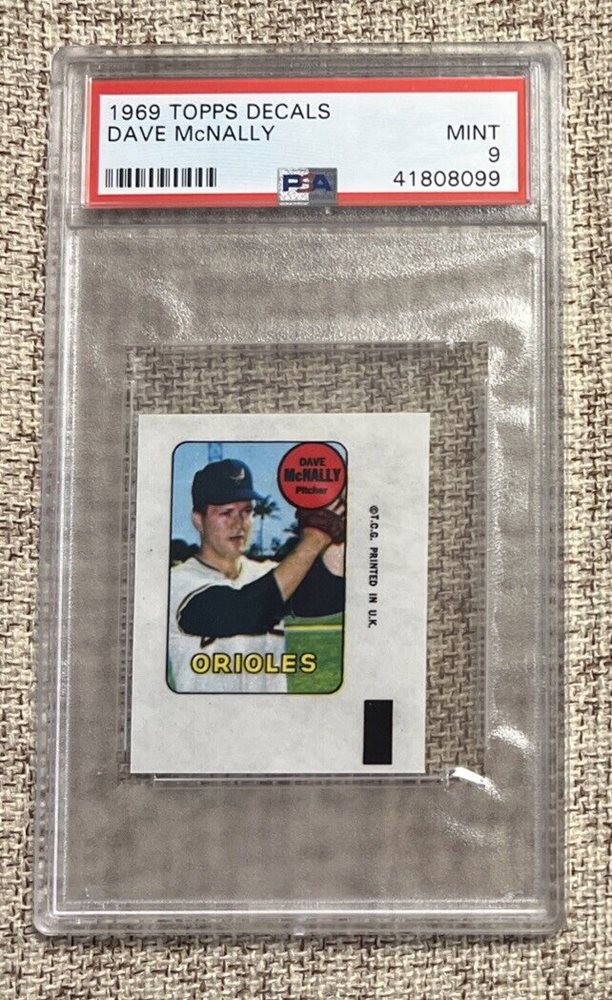 1969 TOPPS DECALS
DAVE McNALLY
MINT
9
PSA
41808099
DAVE
McNALLY
Pitcher
©T.C.G. PRINTED IN U.K.
ORIOLES